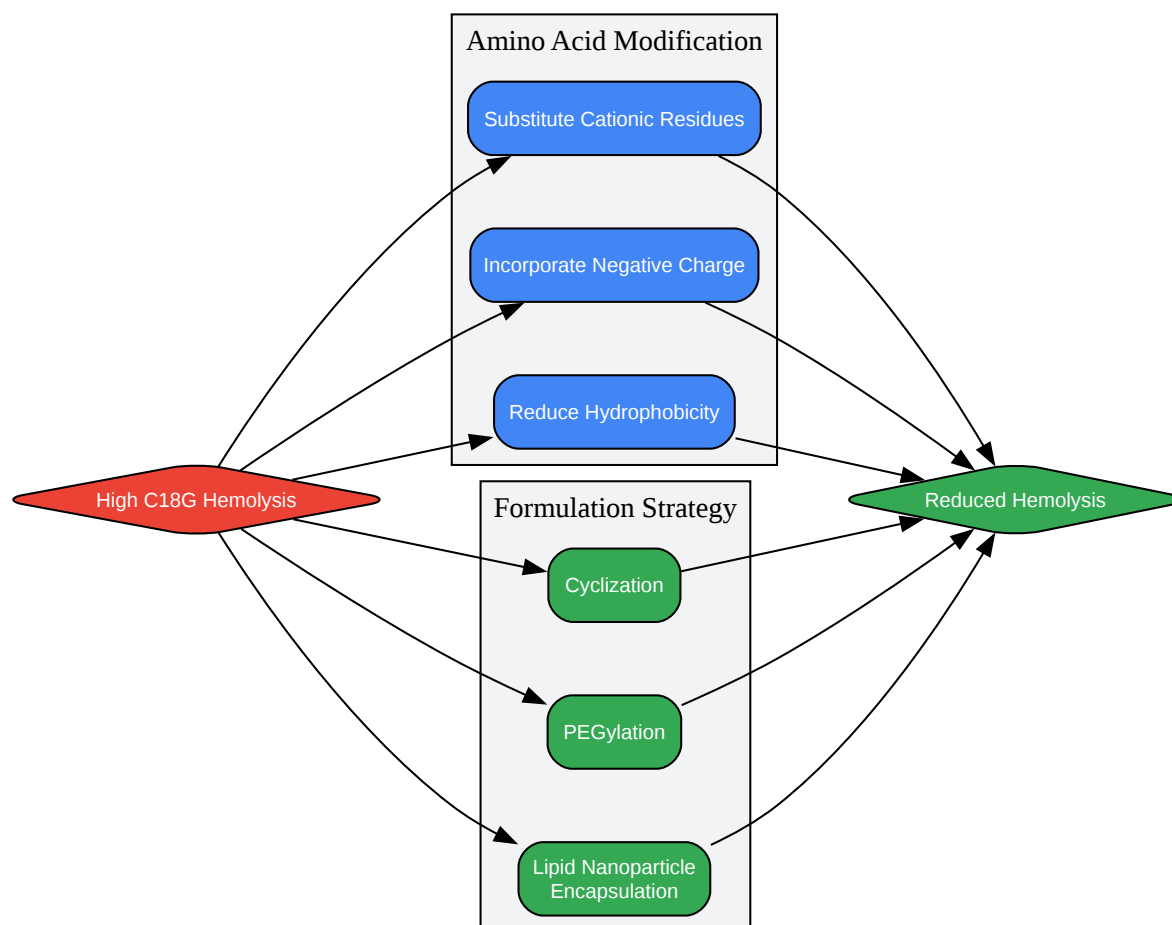 Amino Acid Modification
Substitute Cationic Residues
Incorporate Negative Charge
Reduce Hydrophobicity
High C18G Hemolysis
Reduced Hemolysis
Formulation Strategy
Cyclization
PEGylation
Lipid Nanoparticle
Encapsulation